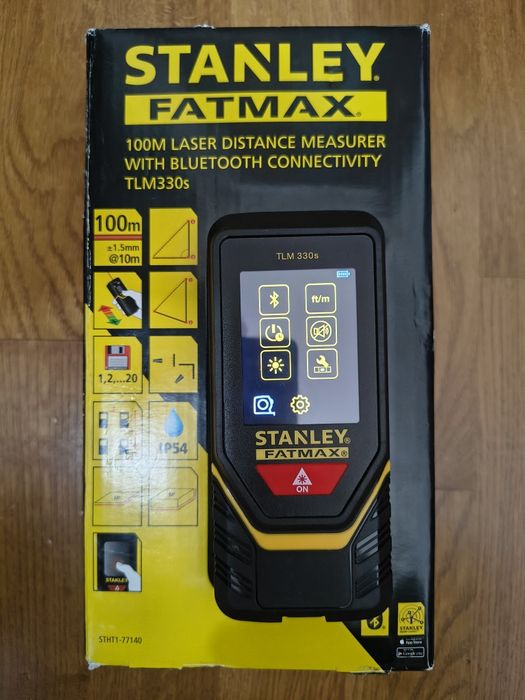 STANLEY®
FATMAX®
100M LASER DISTANCE MEASURER
WITH BLUETOOTH CONNECTIVITY
TLM330s
100m
±1.5mm
@10m
1,2,...20
IP54
STANLEY
STHT1-77140
TLM 330s
ft/m
STANLEY®
FATMAX®
ON
STANLEY